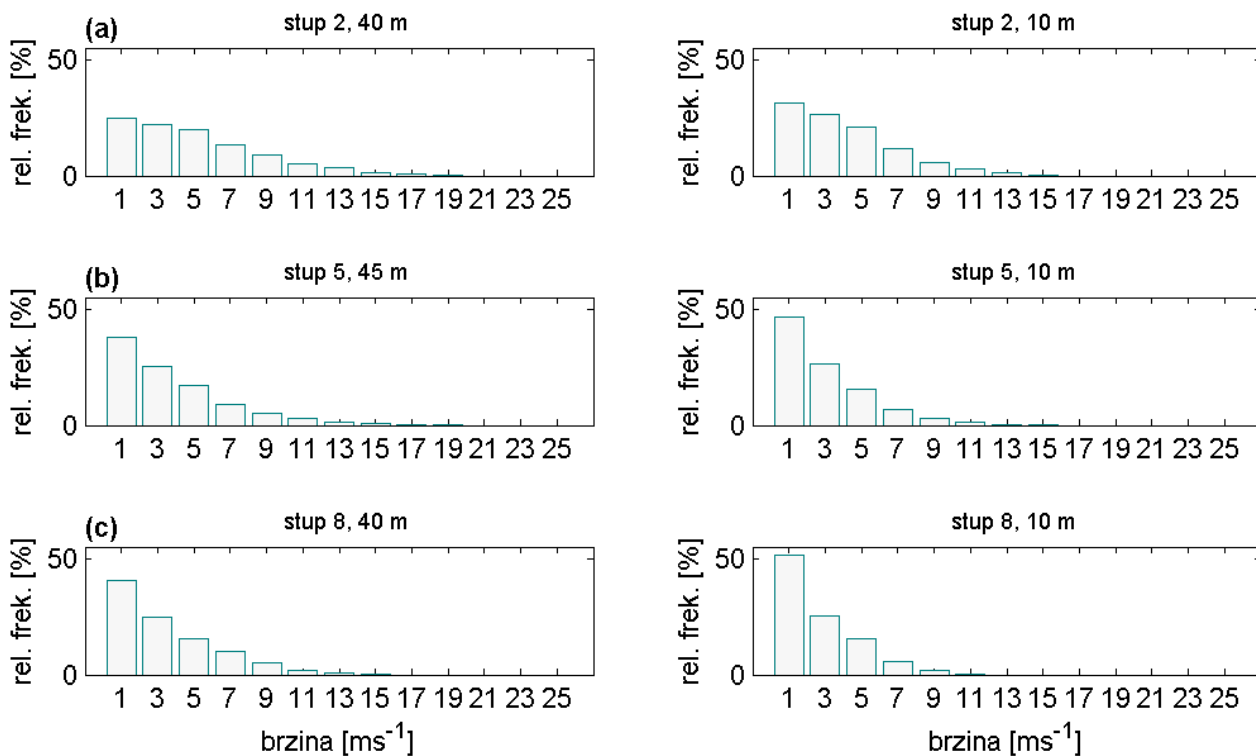 (a)
stup 2, 40 m
rel. frek. [%]
50
0
1 3 5 7 9 11 13 15 17 19 21 23 25
stup 2, 10 m
rel. frek. [%]
50
0
1 3 5 7 9 11 13 15 17 19 21 23 25
(b)
stup 5, 45 m
rel. frek. [%]
50
0
1 3 5 7 9 11 13 15 17 19 21 23 25
stup 5, 10 m
rel. frek. [%]
50
0
1 3 5 7 9 11 13 15 17 19 21 23 25
(c)
stup 8, 40 m
rel. frek. [%]
50
0
1 3 5 7 9 11 13 15 17 19 21 23 25
brzina [ms⁻¹]
stup 8, 10 m
rel. frek. [%]
50
0
1 3 5 7 9 11 13 15 17 19 21 23 25
brzina [ms⁻¹]